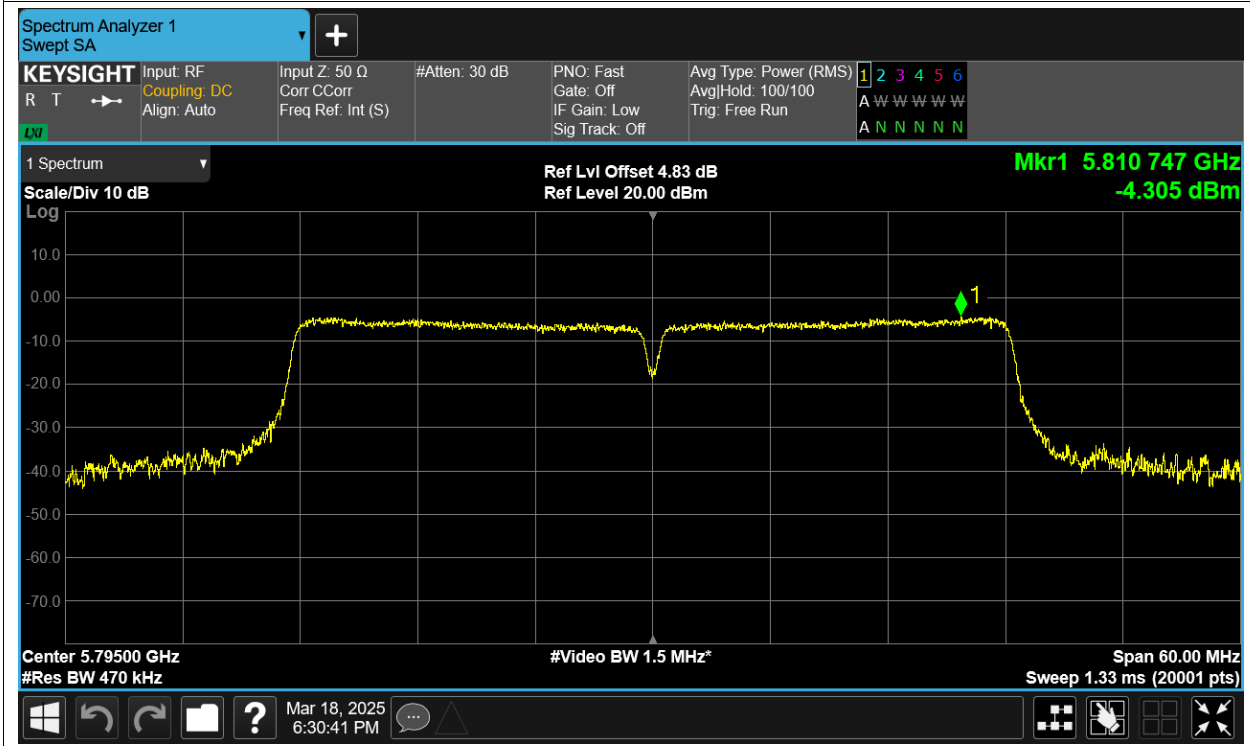 Spectrum Analyzer 1
Swept SA
+
KEYSIGHT
R T
LXI
Input: RF
Coupling: DC
Align: Auto
Input Z: 50 Ω
Corr CCorr
Freq Ref: Int (S)
#Atten: 30 dB
PNO: Fast
Gate: Off
IF Gain: Low
Sig Track: Off
Avg Type: Power (RMS)
Avg|Hold: 100/100
Trig: Free Run
1 2 3 4 5 6
A W W W W W
A N N N N N
1 Spectrum
Scale/Div 10 dB
Log
Ref Lvl Offset 4.83 dB
Ref Level 20.00 dBm
Mkr1 5.810 747 GHz
-4.305 dBm
10.0
0.00
1
-10.0
-20.0
-30.0
-40.0
-50.0
-60.0
-70.0
Center 5.79500 GHz
#Res BW 470 kHz
#Video BW 1.5 MHz*
Span 60.00 MHz
Sweep 1.33 ms (20001 pts)
?
Mar 18, 2025
6:30:41 PM